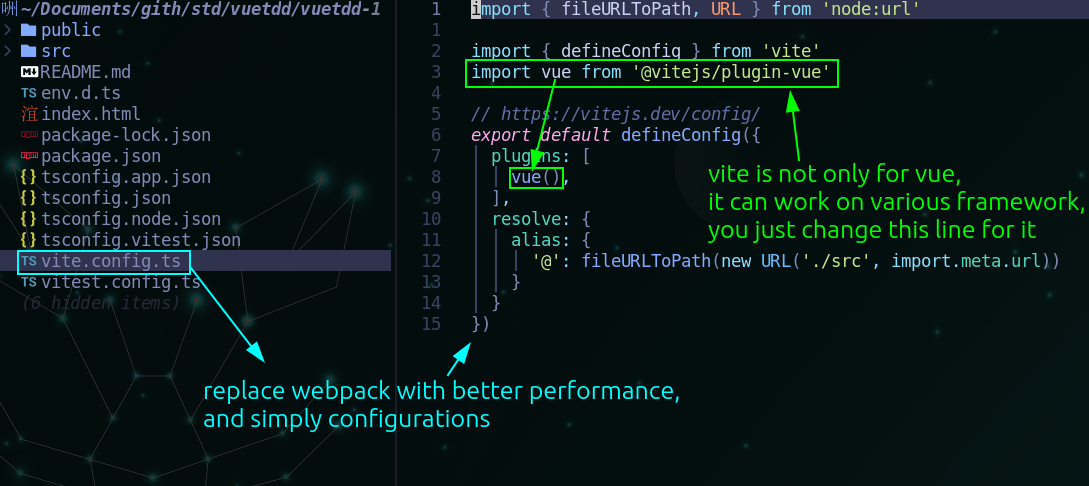 ~/Documents/gith/std/vuetdd/vuetdd-1
public
src
README.md
env.d.ts
index.html
package-lock.json
package.json
tsconfig.app.json
tsconfig.json
tsconfig.node.json
tsconfig.vitest.json
TS vite.config.ts
TS vitest.config.ts
(6 hidden items)
1 import { fileURLToPath, URL } from 'node:url'
1
2 import { defineConfig } from 'vite'
3 import vue from '@vitejs/plugin-vue'
4
5 // https://vitejs.dev/config/
6 export default defineConfig({
7 plugins: [
8 vue(),
9 ],
10 resolve: {
11 alias: {
12 '@': fileURLToPath(new URL('./src', import.meta.url))
13 }
14 }
15 })
vite is not only for vue,
it can work on various framework,
you just change this line for it
replace webpack with better performance,
and simply configurations